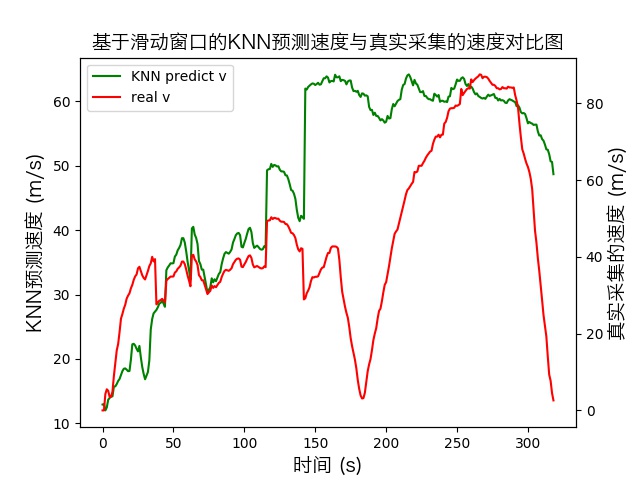 基于滑动窗口的KNN预测速度与真实采集的速度对比图
KNN predict v
real v
KNN预测速度 (m/s)
60
50
40
30
20
10
80
60
40
20
0
真实采集的速度 (m/s)
0 50 100 150 200 250 300
时间 (s)